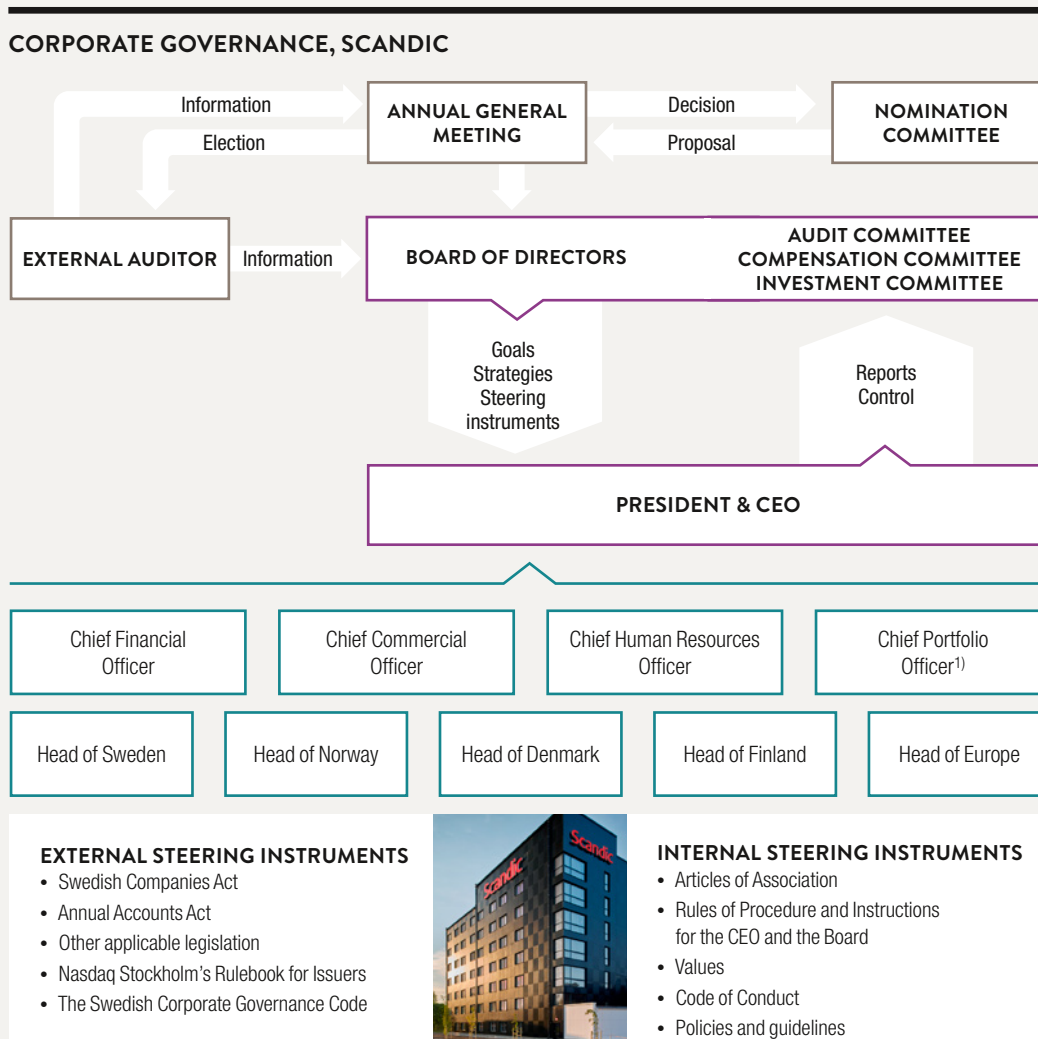 CORPORATE GOVERNANCE, SCANDIC
Information
ANNUAL GENERAL
MEETING
Decision
NOMINATION
COMMITTEE
Election
Proposal
EXTERNAL AUDITOR
Information
BOARD OF DIRECTORS
AUDIT COMMITTEE
COMPENSATION COMMITTEE
INVESTMENT COMMITTEE
Goals
Strategies
Steering
instruments
Reports
Control
PRESIDENT & CEO
Chief Financial
Officer
Chief Commercial
Officer
Chief Human Resources
Officer
Chief Portfolio
Officer1)
Head of Sweden
Head of Norway
Head of Denmark
Head of Finland
Head of Europe
EXTERNAL STEERING INSTRUMENTS
• Swedish Companies Act
• Annual Accounts Act
• Other applicable legislation
• Nasdaq Stockholm's Rulebook for Issuers
• The Swedish Corporate Governance Code
Scandic
Scandic
INTERNAL STEERING INSTRUMENTS
• Articles of Association
• Rules of Procedure and Instructions
for the CEO and the Board
• Values
• Code of Conduct
• Policies and guidelines